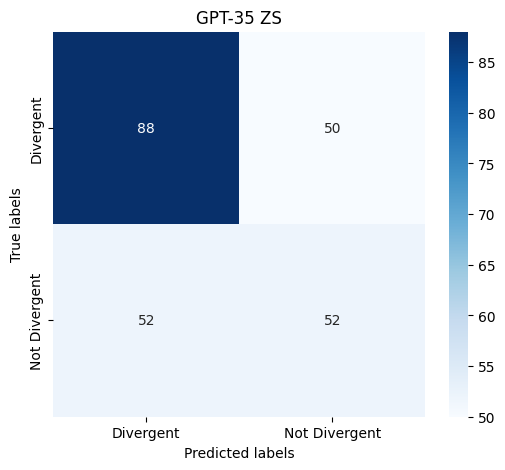 GPT-35 ZS
True labels
Divergent
Not Divergent
88
50
52
52
Divergent
Not Divergent
Predicted labels
85
80
75
70
65
60
55
50